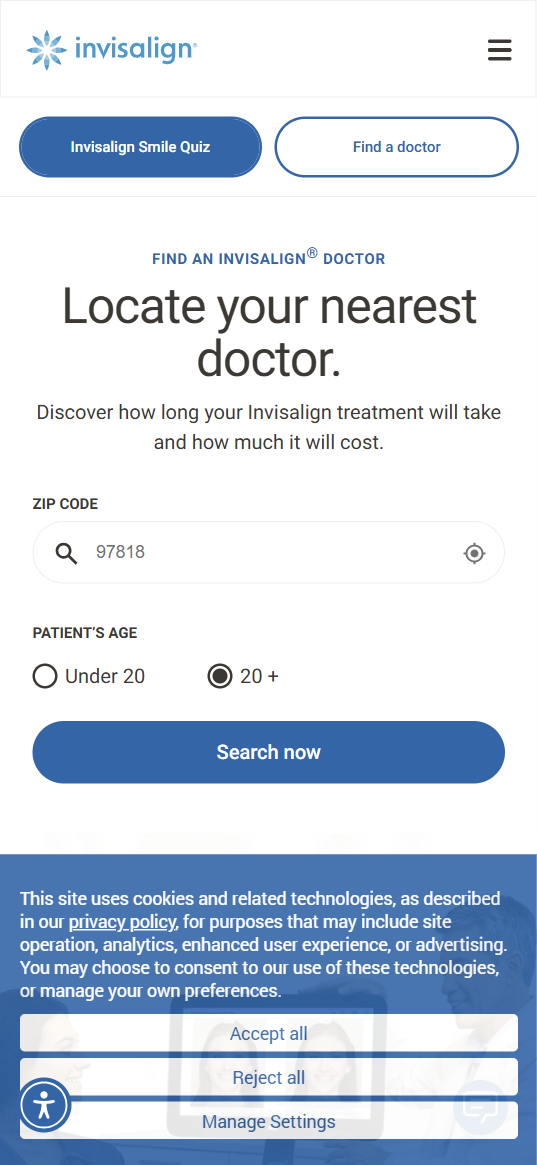 invisalign®
Invisalign Smile Quiz
Find a doctor
FIND AN INVISALIGN® DOCTOR
Locate your nearest
doctor.
Discover how long your Invisalign treatment will take
and how much it will cost.
ZIP CODE
97818
PATIENT'S AGE
Under 20
20 +
Search now
This site uses cookies and related technologies, as described
in our privacy policy, for purposes that may include site
operation, analytics, enhanced user experience, or advertising.
You may choose to consent to our use of these technologies,
or manage your own preferences.
Accept all
Reject all
Manage Settings